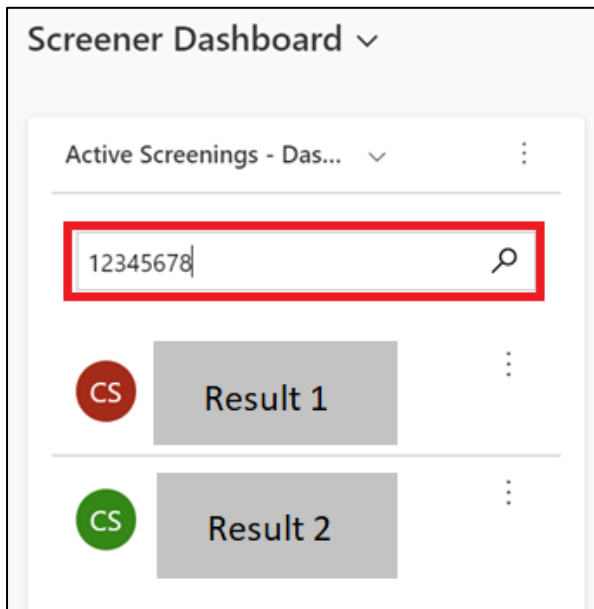 Screener Dashboard
Active Screenings - Das...
12345678
CS
Result 1
CS
Result 2